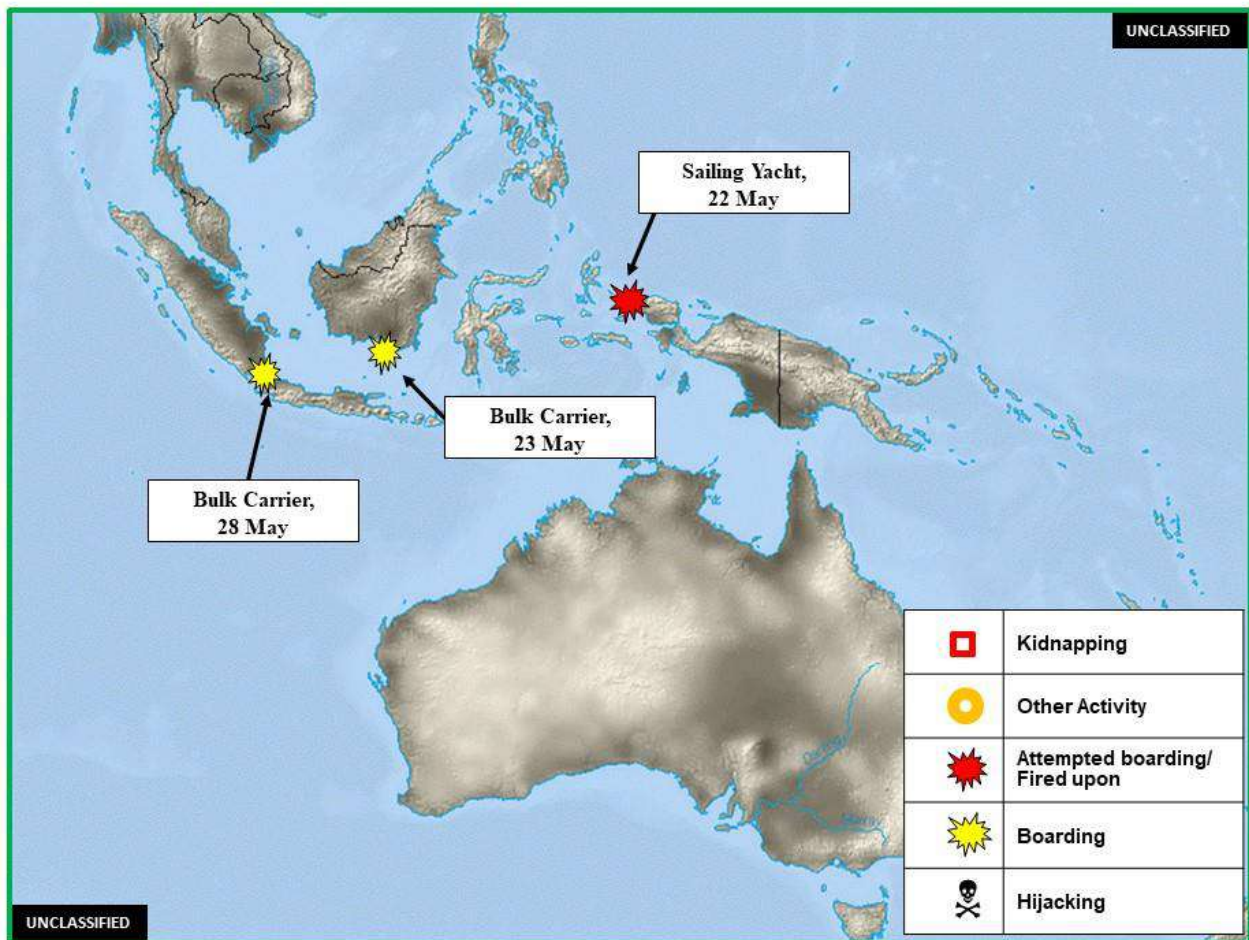 UNCLASSIFIED
Sailing Yacht,
22 May
Bulk Carrier,
23 May
Bulk Carrier,
28 May
Kidnapping
Other Activity
Attempted boarding/
Fired upon
Boarding
Hijacking
UNCLASSIFIED